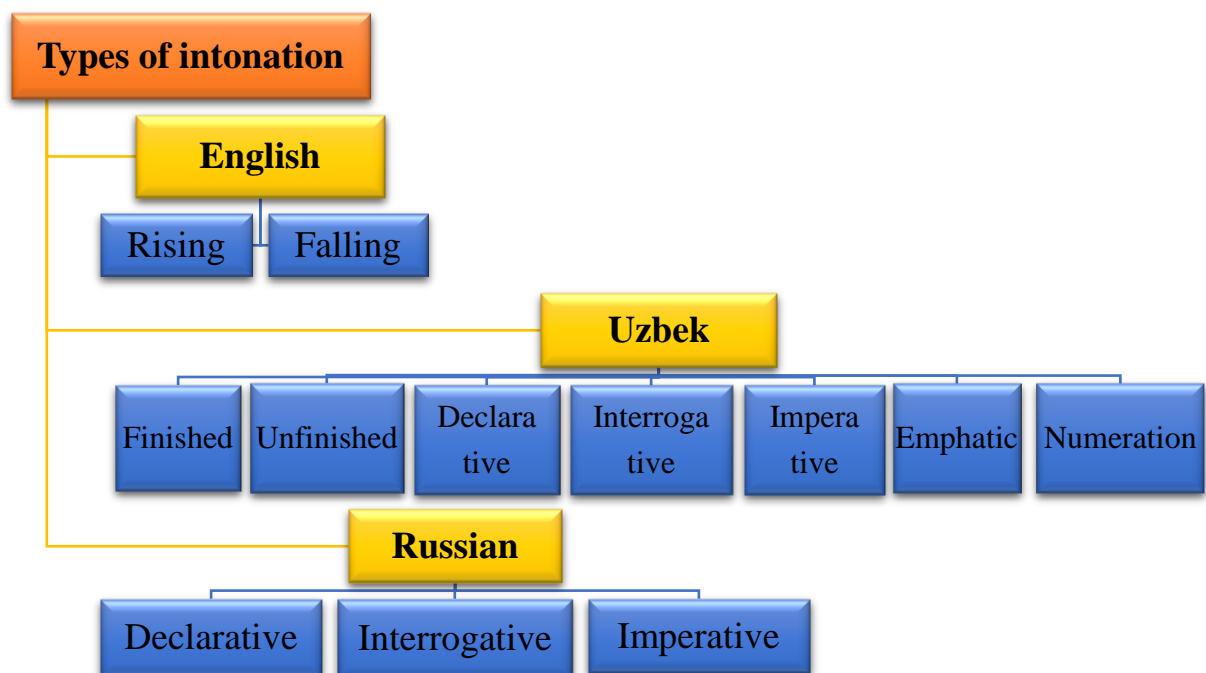 Types of intonation
English
Rising
Falling
Uzbek
Finished
Unfinished
Declara
tive
Interroga
tive
Impera
tive
Emphatic
Numeration
Russian
Declarative
Interrogative
Imperative